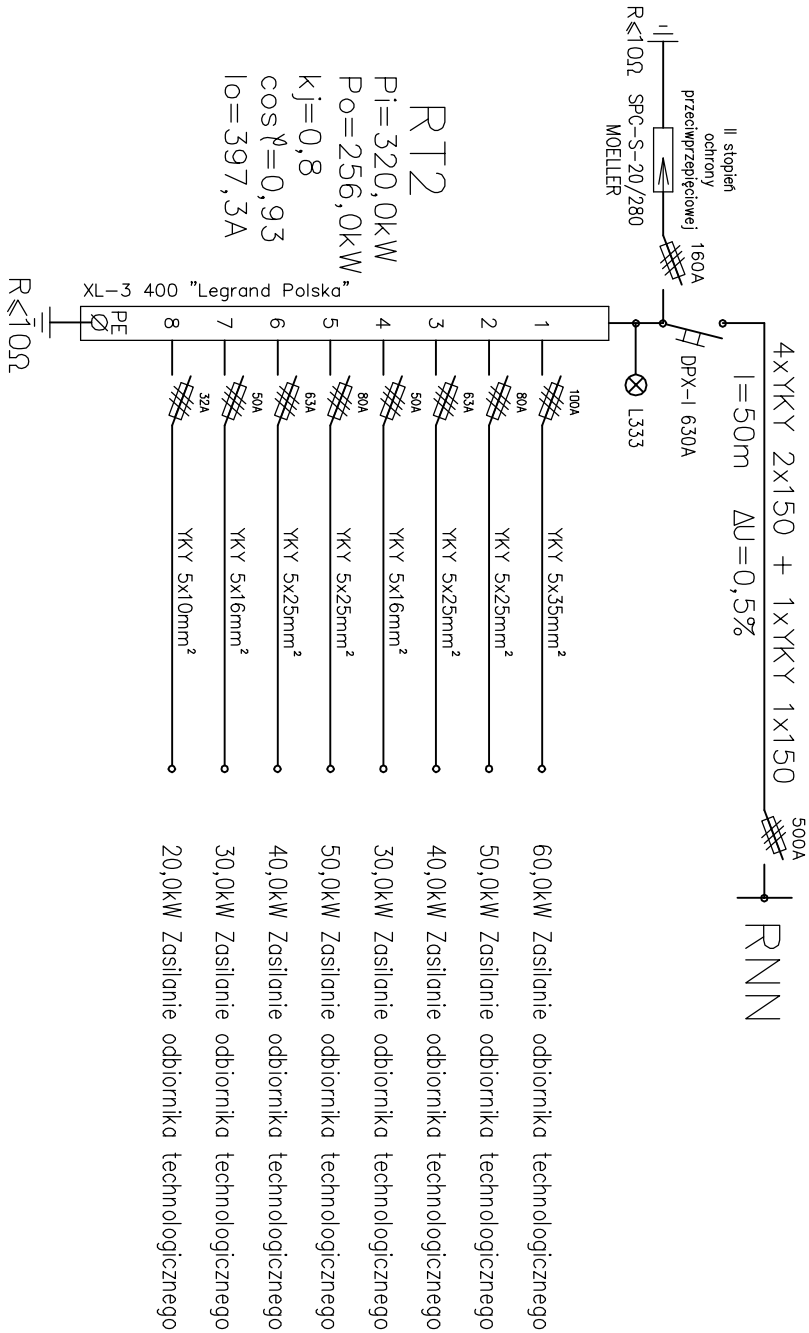 RNN
500A
4xYKY 2x150 + 1xYKY 1x150
l=50m ΔU=0,5%
DPX-I 630A
L333
II stopień
ochrony
przeciwprzepięciowej
SPC-S-20/280
MOELLER
160A
R⩽10Ω
RT2
Pi=320,0kW
Po=256,0kW
kj=0,8
cosφ=0,93
Io=397,3A
XL-3 400 "Legrand Polska"
1 100A YKY 5x35mm² 60,0kW Zasilanie odbiornika technologicznego
2 80A YKY 5x25mm² 50,0kW Zasilanie odbiornika technologicznego
3 63A YKY 5x25mm² 40,0kW Zasilanie odbiornika technologicznego
4 50A YKY 5x16mm² 30,0kW Zasilanie odbiornika technologicznego
5 80A YKY 5x25mm² 50,0kW Zasilanie odbiornika technologicznego
6 63A YKY 5x25mm² 40,0kW Zasilanie odbiornika technologicznego
7 50A YKY 5x16mm² 30,0kW Zasilanie odbiornika technologicznego
8 32A YKY 5x10mm² 20,0kW Zasilanie odbiornika technologicznego
PE
R⩽10Ω